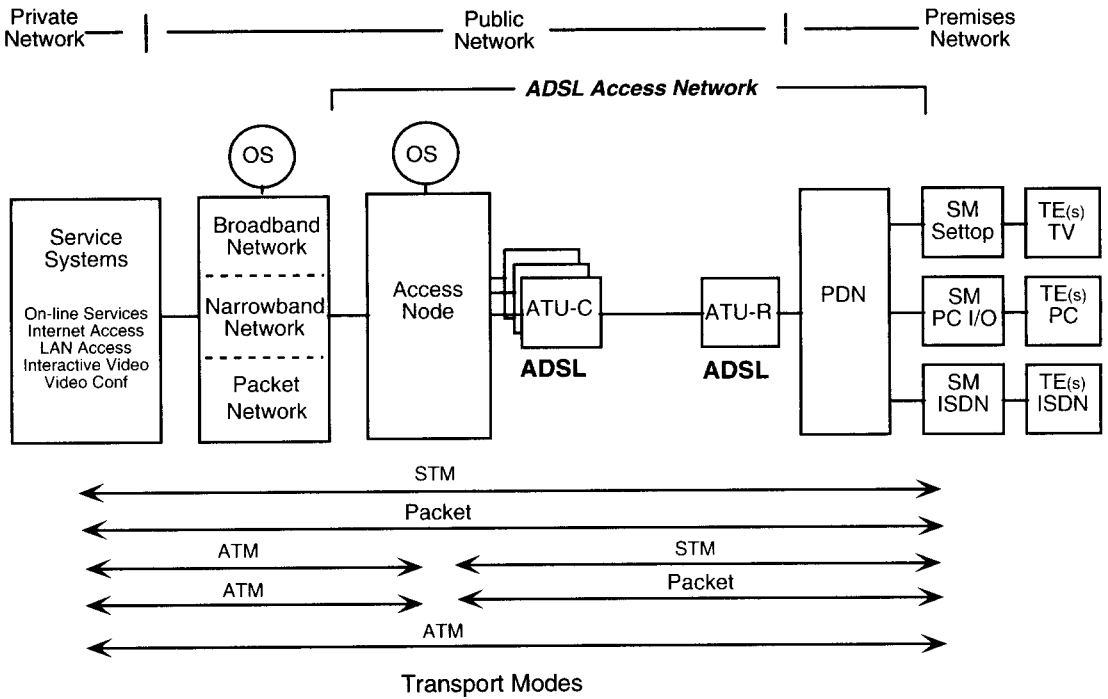 Private
Network
Public
Network
Premises
Network
ADSL Access Network
OS
OS
Service
Systems
On-line Services
Internet Access
LAN Access
Interactive Video
Video Conf
Broadband
Network
Narrowband
Network
Packet
Network
Access
Node
ATU-C
ADSL
ATU-R
ADSL
PDN
SM
Settop
TE(s)
TV
SM
PC I/O
TE(s)
PC
SM
ISDN
TE(s)
ISDN
STM
Packet
ATM
STM
ATM
Packet
ATM
Transport Modes